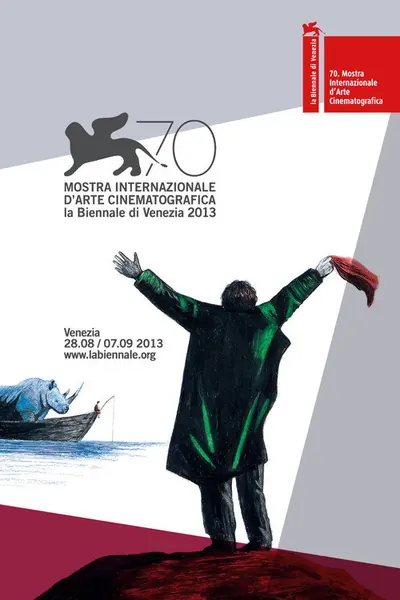 la Biennale di Venezia
70. Mostra
Internazionale
d'Arte
Cinematografica
70
MOSTRA INTERNAZIONALE
D'ARTE CINEMATOGRAFICA
la Biennale di Venezia 2013
Venezia
28.08 / 07.09 2013
www.labiennale.org